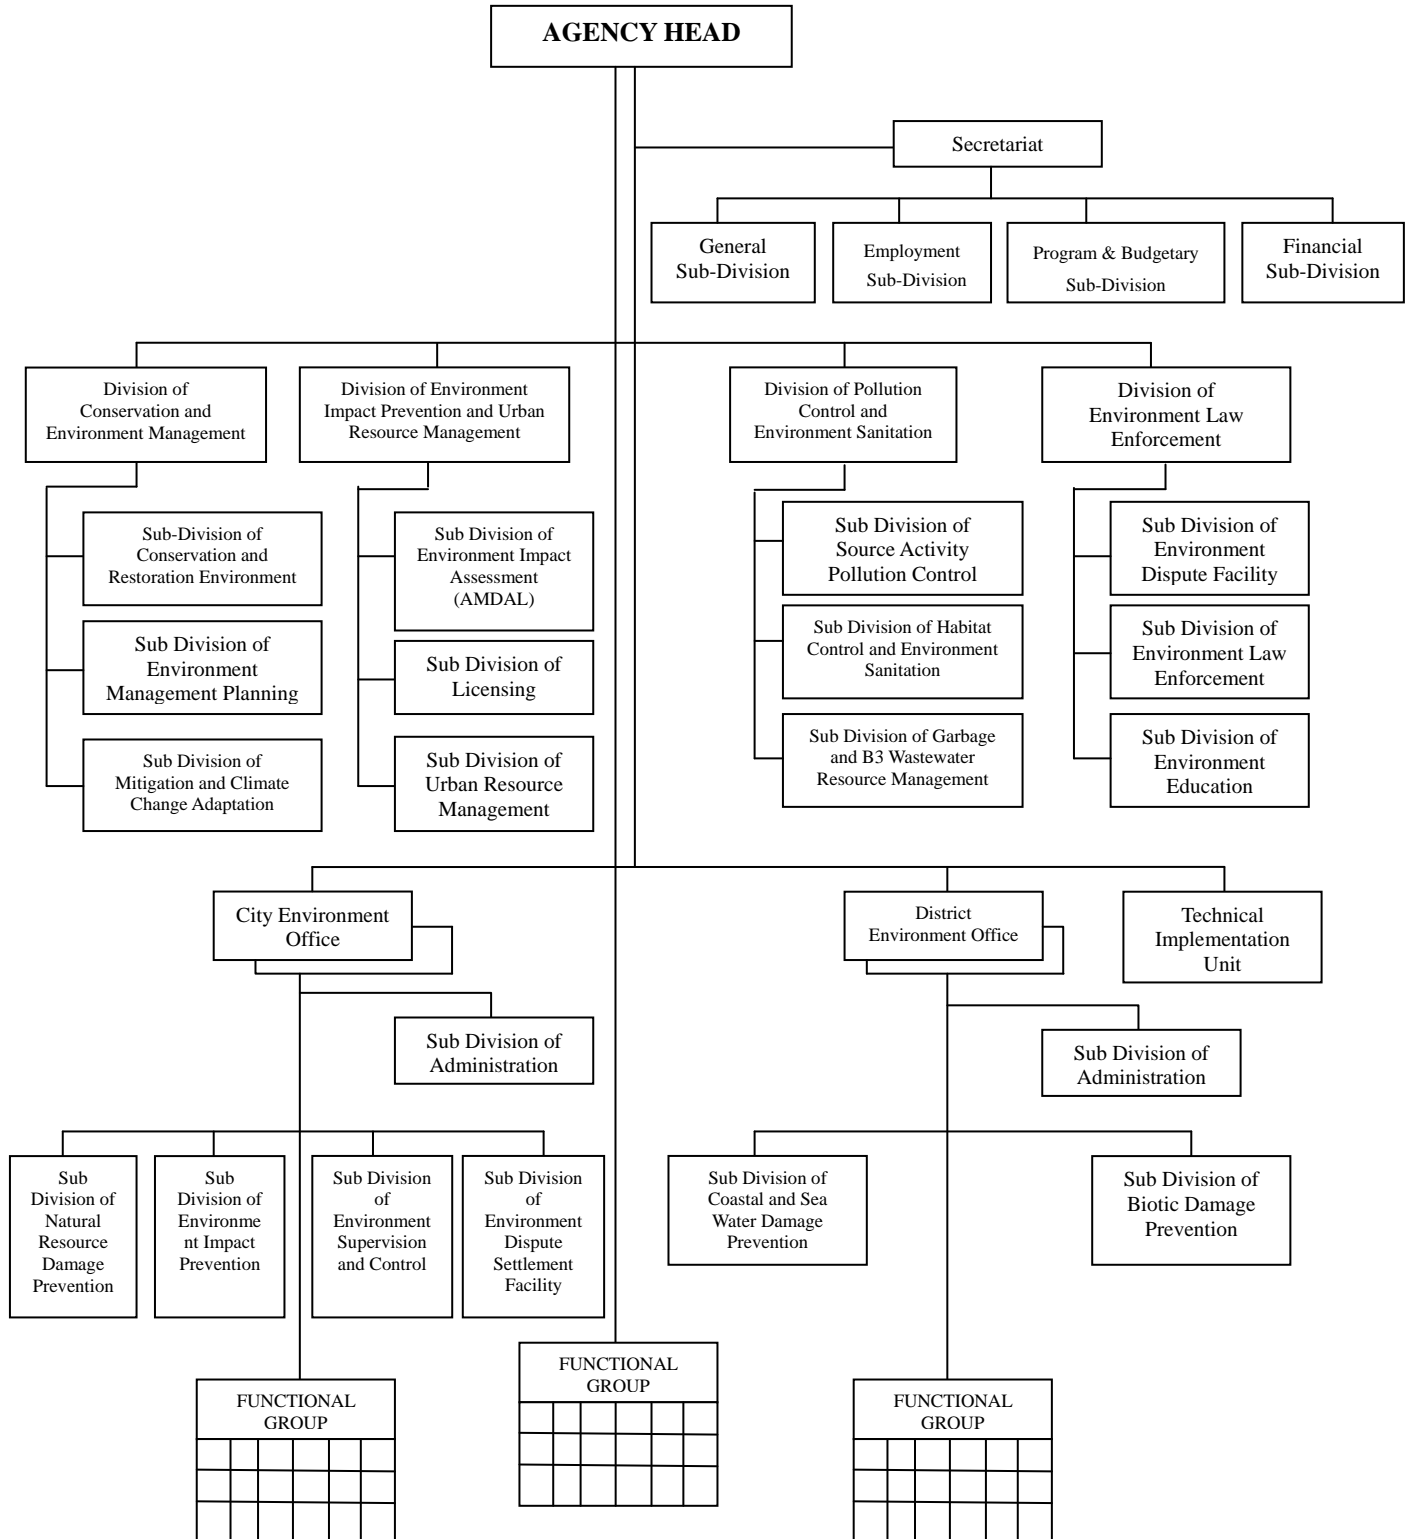 AGENCY HEAD
Secretariat
General
Sub-Division
Employment
Sub-Division
Program & Budgetary
Sub-Division
Financial
Sub-Division
Division of
Conservation and
Environment Management
Division of Environment
Impact Prevention and Urban
Resource Management
Division of Pollution
Control and
Environment Sanitation
Division of
Environment Law
Enforcement
Sub-Division of
Conservation and
Restoration Environment
Sub Division of
Environment
Management Planning
Sub Division of
Mitigation and Climate
Change Adaptation
Sub Division of
Environment Impact
Assessment
(AMDAL)
Sub Division of
Licensing
Sub Division of
Urban Resource
Management
Sub Division of
Source Activity
Pollution Control
Sub Division of Habitat
Control and Environment
Sanitation
Sub Division of Garbage
and B3 Wastewater
Resource Management
Sub Division of
Environment
Dispute Facility
Sub Division of
Environment Law
Enforcement
Sub Division of
Environment
Education
City Environment
Office
District
Environment Office
Technical
Implementation
Unit
Sub Division of
Administration
Sub Division of
Administration
Sub
Division of
Natural
Resource
Damage
Prevention
Sub
Division of
Environme
nt Impact
Prevention
Sub Division
of
Environment
Supervision
and Control
Sub Division
of
Environment
Dispute
Settlement
Facility
Sub Division of
Coastal and Sea
Water Damage
Prevention
Sub Division of
Biotic Damage
Prevention
FUNCTIONAL
GROUP
FUNCTIONAL
GROUP
FUNCTIONAL
GROUP